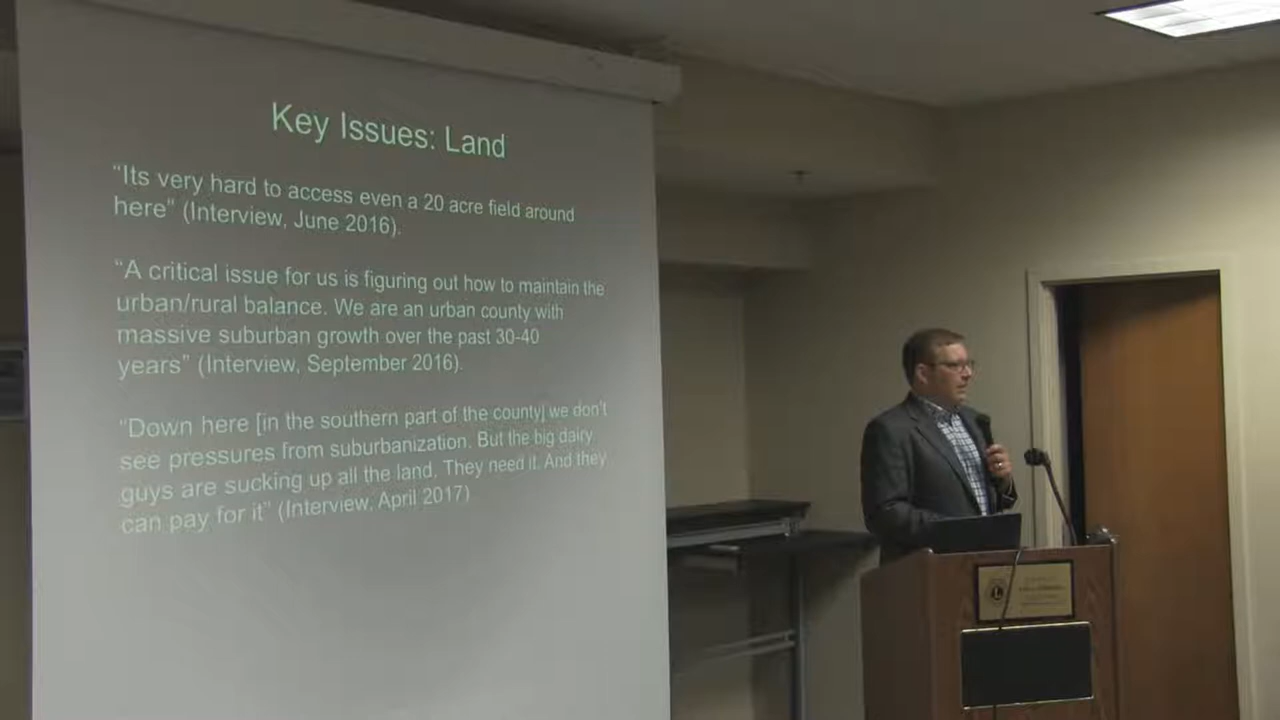 Key Issues: Land
“Its very hard to access even a 20 acre field around
here” (Interview, June 2016).
“A critical issue for us is figuring out how to maintain the
urban/rural balance. We are an urban county with
massive suburban growth over the past 30-40
years” (Interview, September 2016).
“Down here [in the southern part of the county] we don’t
see pressures from suburbanization. But the big dairy
guys are sucking up all the land. They need it. And they
can pay for it” (Interview, April 2017)